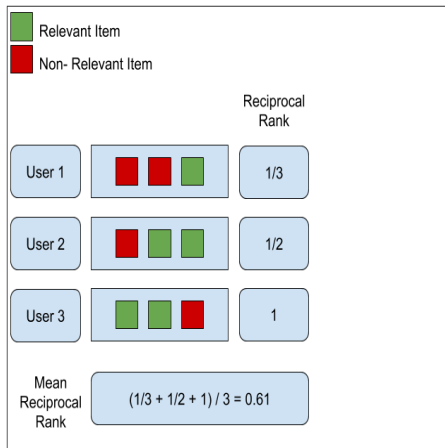 Relevant Item
Non- Relevant Item
Reciprocal
Rank
User 1
1/3
User 2
1/2
User 3
1
Mean
Reciprocal
Rank
(1/3 + 1/2 + 1) / 3 = 0.61